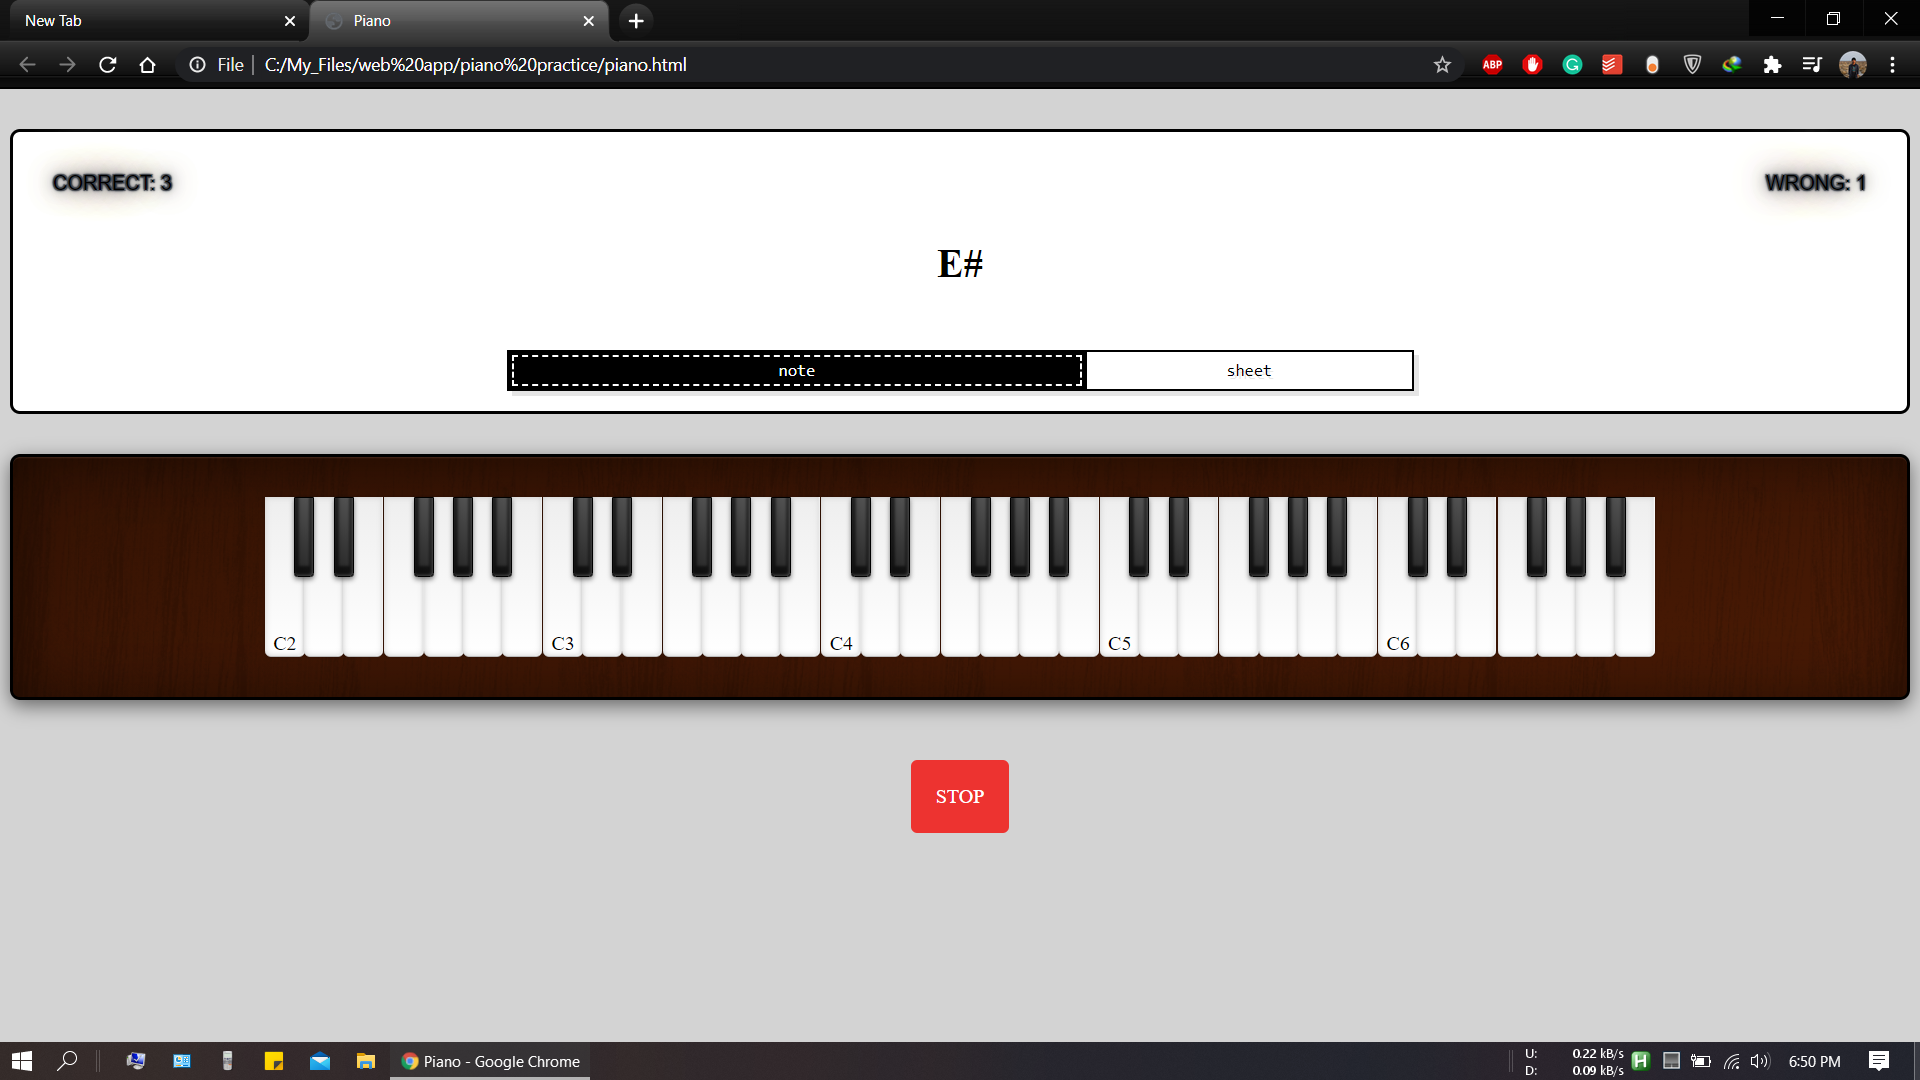 New Tab
Piano
File
C:/My_Files/web%20app/piano%20practice/piano.html
ABP
CORRECT: 3
WRONG: 1
E#
note
sheet
C2
C3
C4
C5
C6
STOP
Piano - Google Chrome
U: 0.22 kB/s
D: 0.09 kB/s
H
6:50 PM